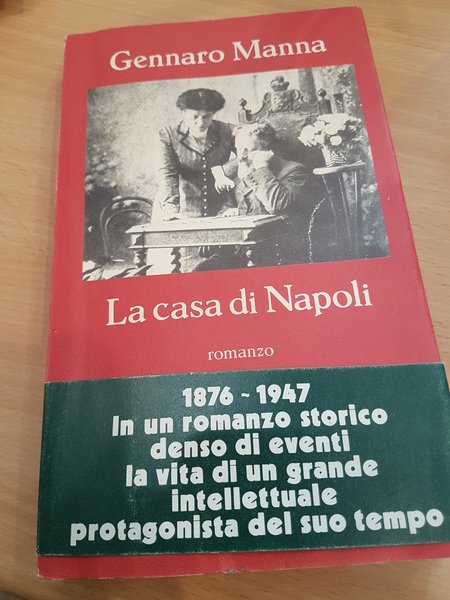 Gennaro Manna
La casa di Napoli
romanzo
1876 - 1947
In un romanzo storico
denso di eventi
la vita di un grande
intellettuale
protagonista del suo tempo